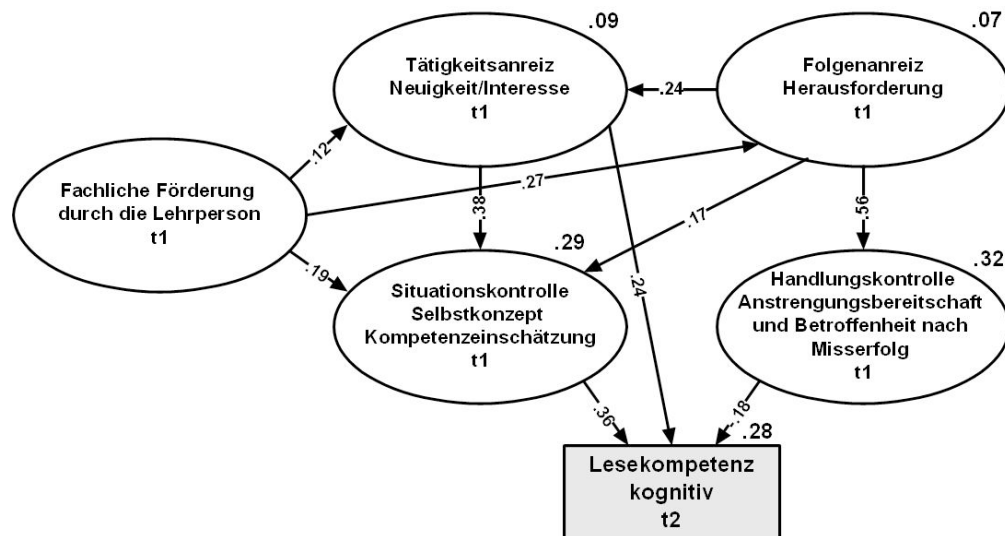 .09
.07
Tätigkeitsanreiz
Neuigkeit/Interesse
t1
Folgenanreiz
Herausforderung
t1
.24
.12
Fachliche Förderung
durch die Lehrperson
t1
.27
.38
.17
.56
.19
.29
.32
Situationskontrolle
Selbstkonzept
Kompetenzeinschätzung
t1
.24
Handlungskontrolle
Anstrengungsbereitschaft
und Betroffenheit nach
Misserfolg
t1
.36
-.18
.28
Lesekompetenz
kognitiv
t2